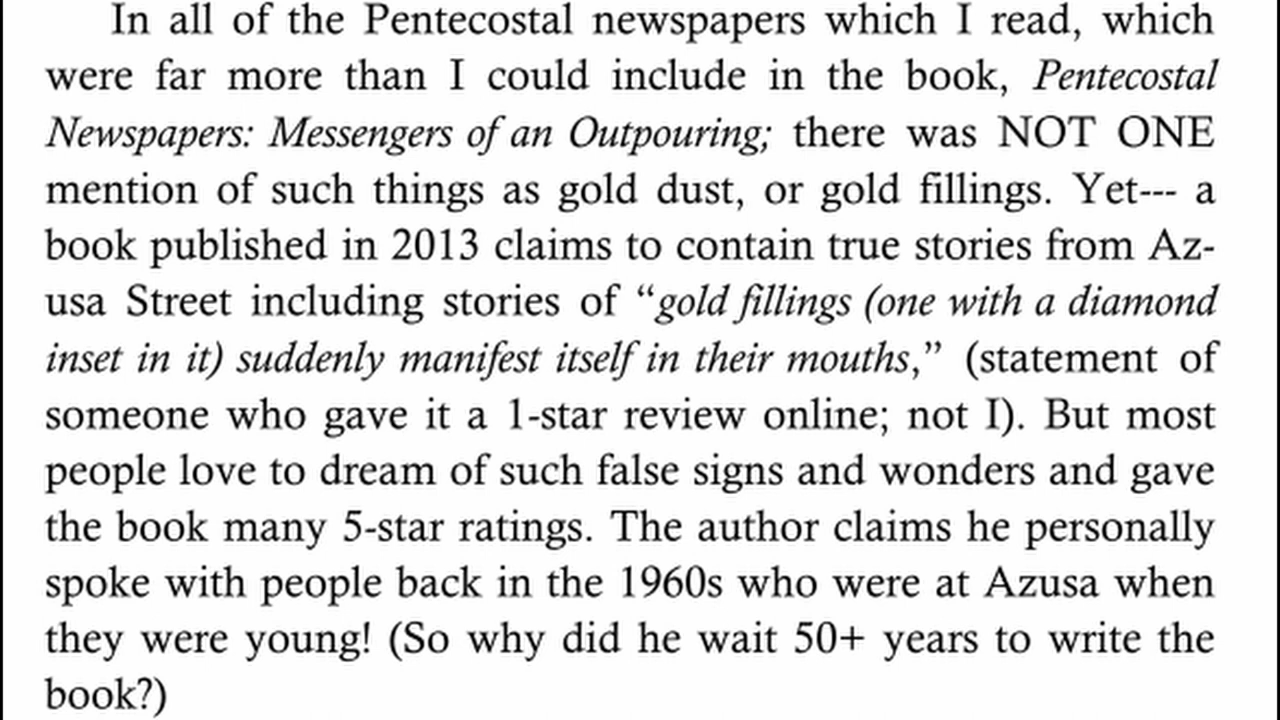 In all of the Pentecostal newspapers which I read, which
were far more than I could include in the book, Pentecostal
Newspapers: Messengers of an Outpouring; there was NOT ONE
mention of such things as gold dust, or gold fillings. Yet--- a
book published in 2013 claims to contain true stories from Az-
usa Street including stories of “gold fillings (one with a diamond
inset in it) suddenly manifest itself in their mouths,” (statement of
someone who gave it a 1-star review online; not I). But most
people love to dream of such false signs and wonders and gave
the book many 5-star ratings. The author claims he personally
spoke with people back in the 1960s who were at Azusa when
they were young! (So why did he wait 50+ years to write the
book?)